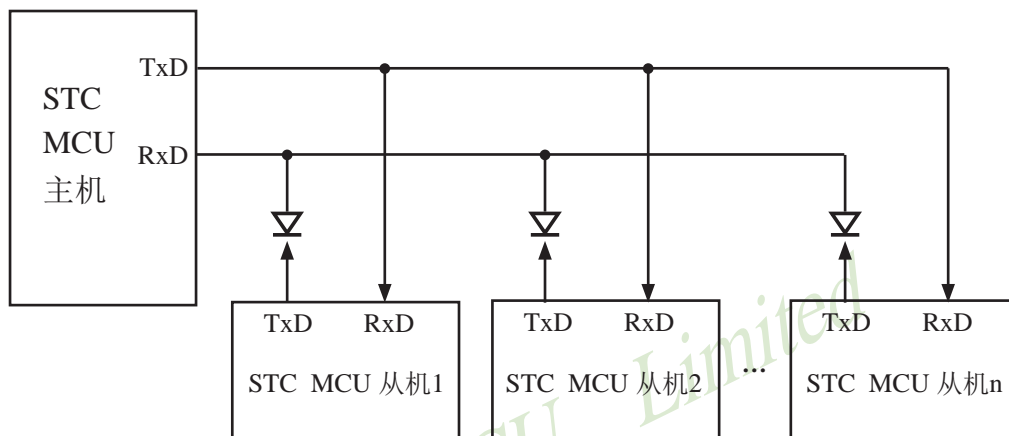 TxD
STC
MCU
RxD
主机
TxD RxD
TxD RxD
TxD RxD
STC MCU 从机1
STC MCU 从机2
...
STC MCU 从机n
MCU Limited